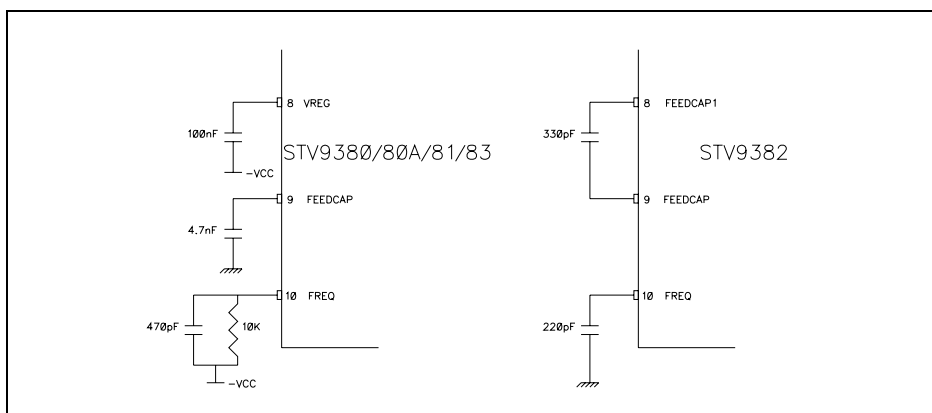 8 VREG
100nF
STV9380/80A/81/83
-VCC
9 FEEDCAP
4.7nF
10 FREQ
470pF
10K
-VCC
8 FEEDCAP1
330pF
STV9382
9 FEEDCAP
10 FREQ
220pF